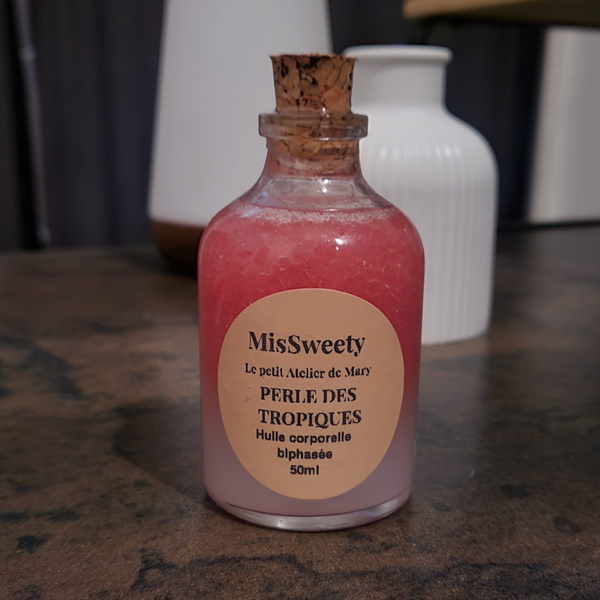 MisSweety
Le petit Atelier de Mary
PERLE DES
TROPIQUES
Huile corporelle
biphasée
50ml